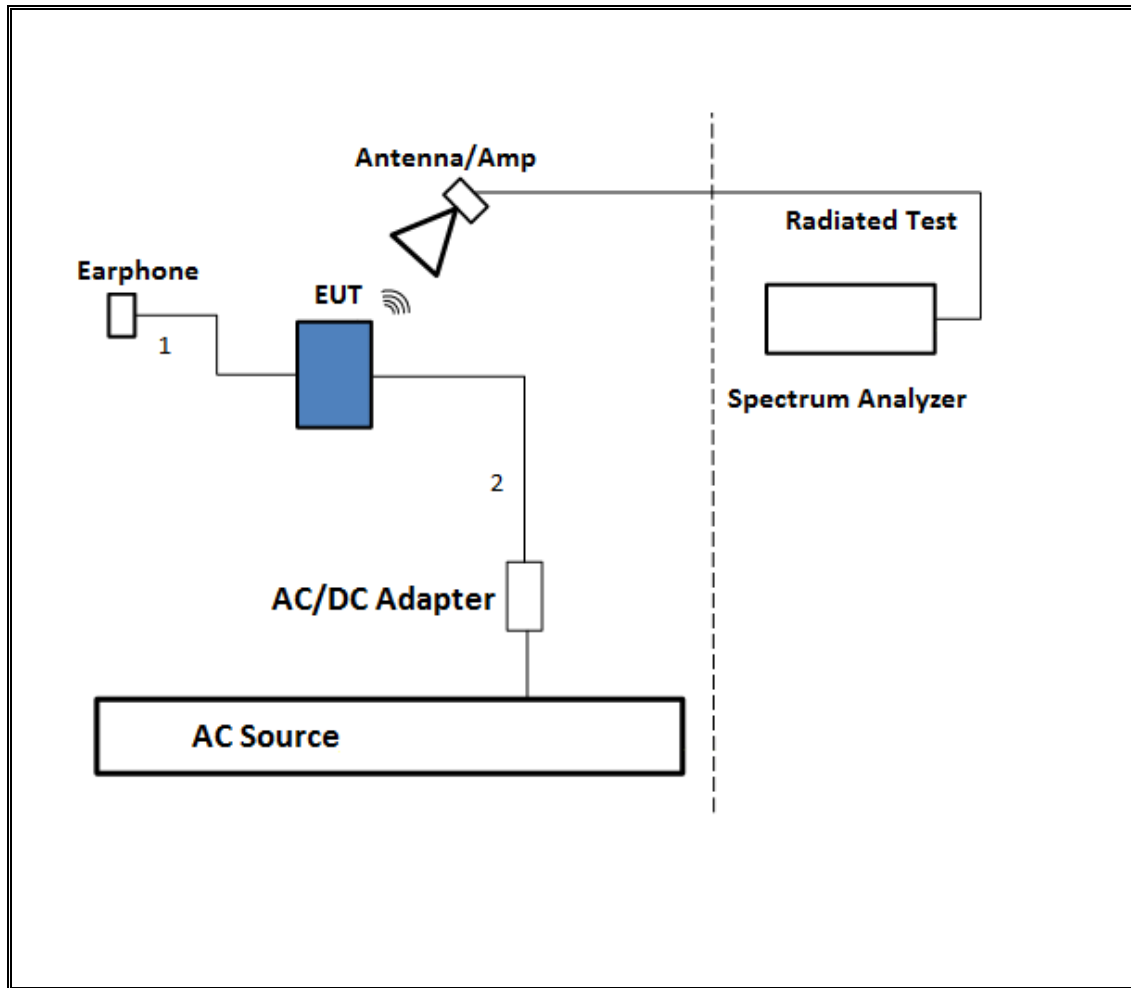 Antenna/Amp
Radiated Test
Earphone
EUT
1
Spectrum Analyzer
2
AC/DC Adapter
AC Source